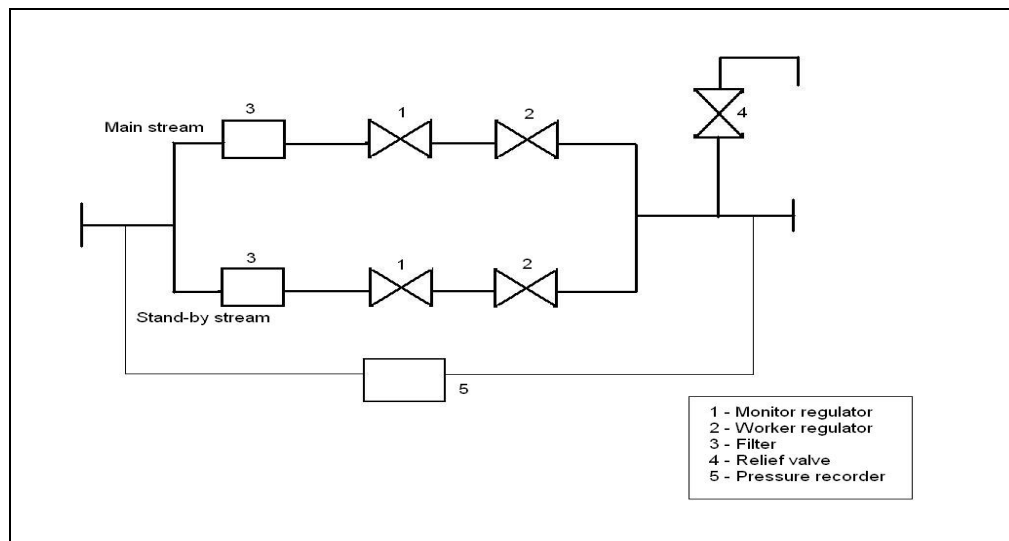 4
3
1
2
Main stream
3
1
2
Stand-by stream
5
1 - Monitor regulator
2 - Worker regulator
3 - Filter
4 - Relief valve
5 - Pressure recorder